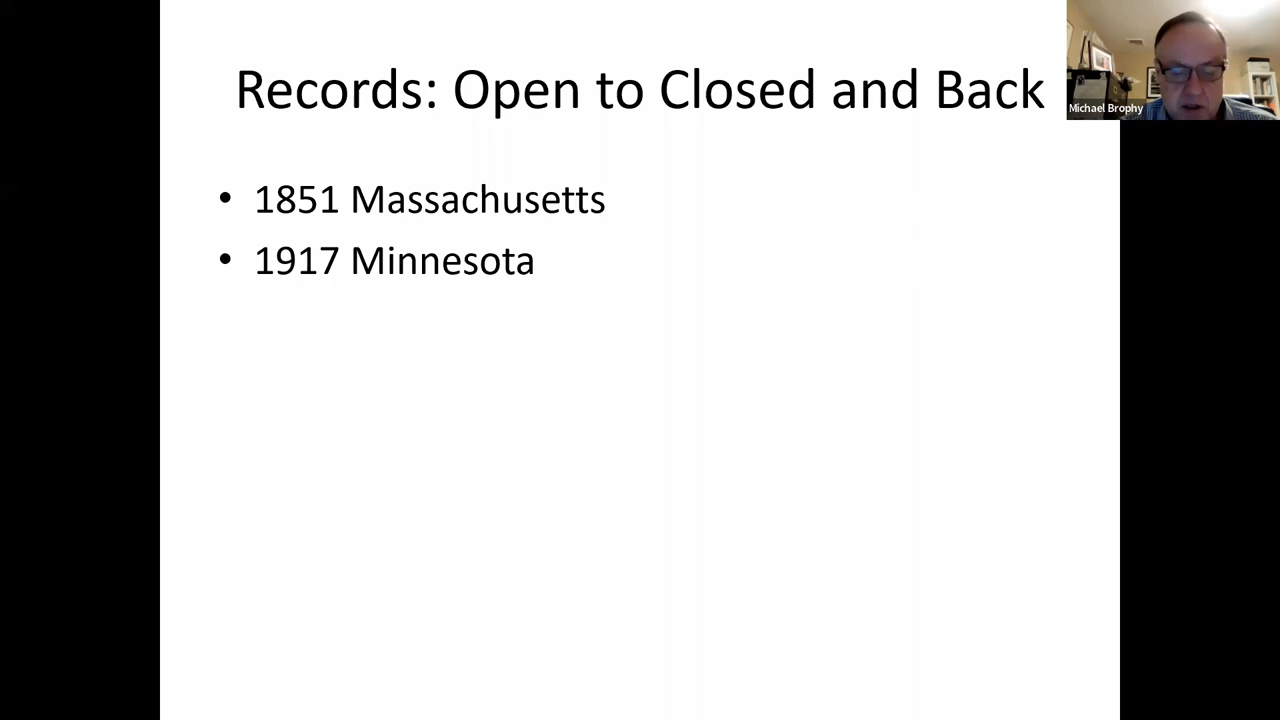 Records: Open to Closed and Back
Michael Brophy
• 1851 Massachusetts
• 1917 Minnesota